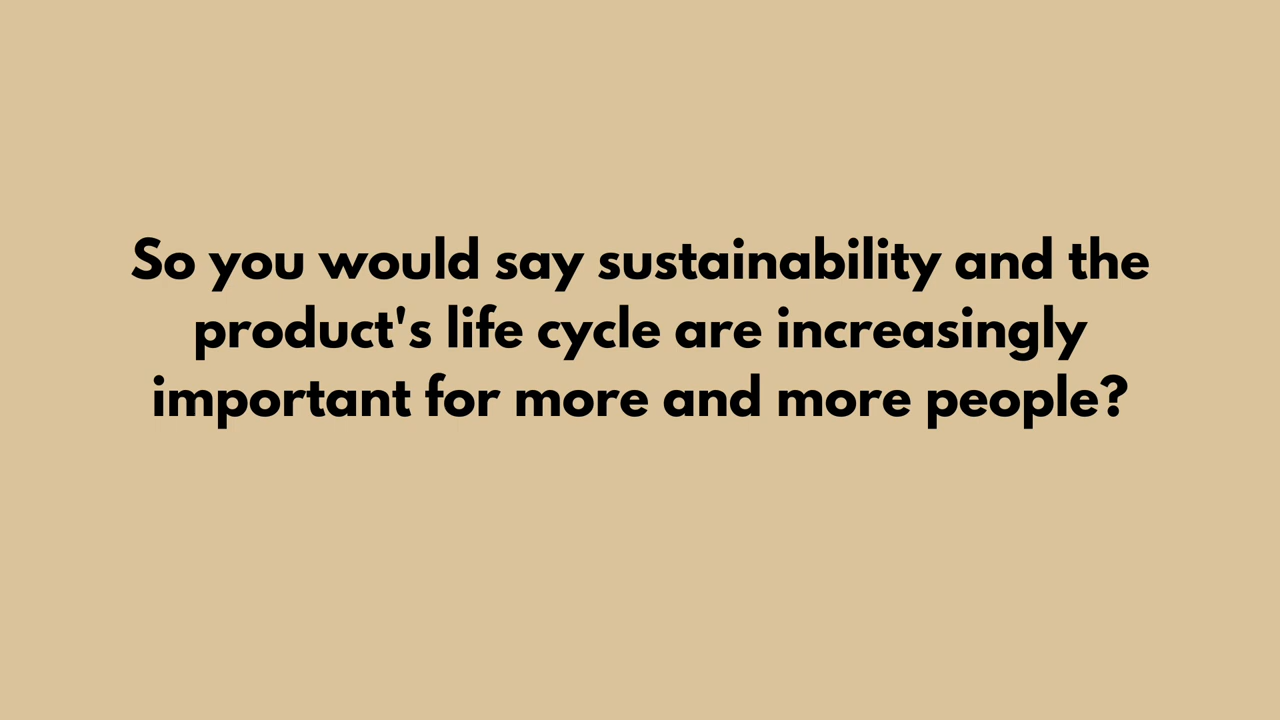 So you would say sustainability and the
product's life cycle are increasingly
important for more and more people?